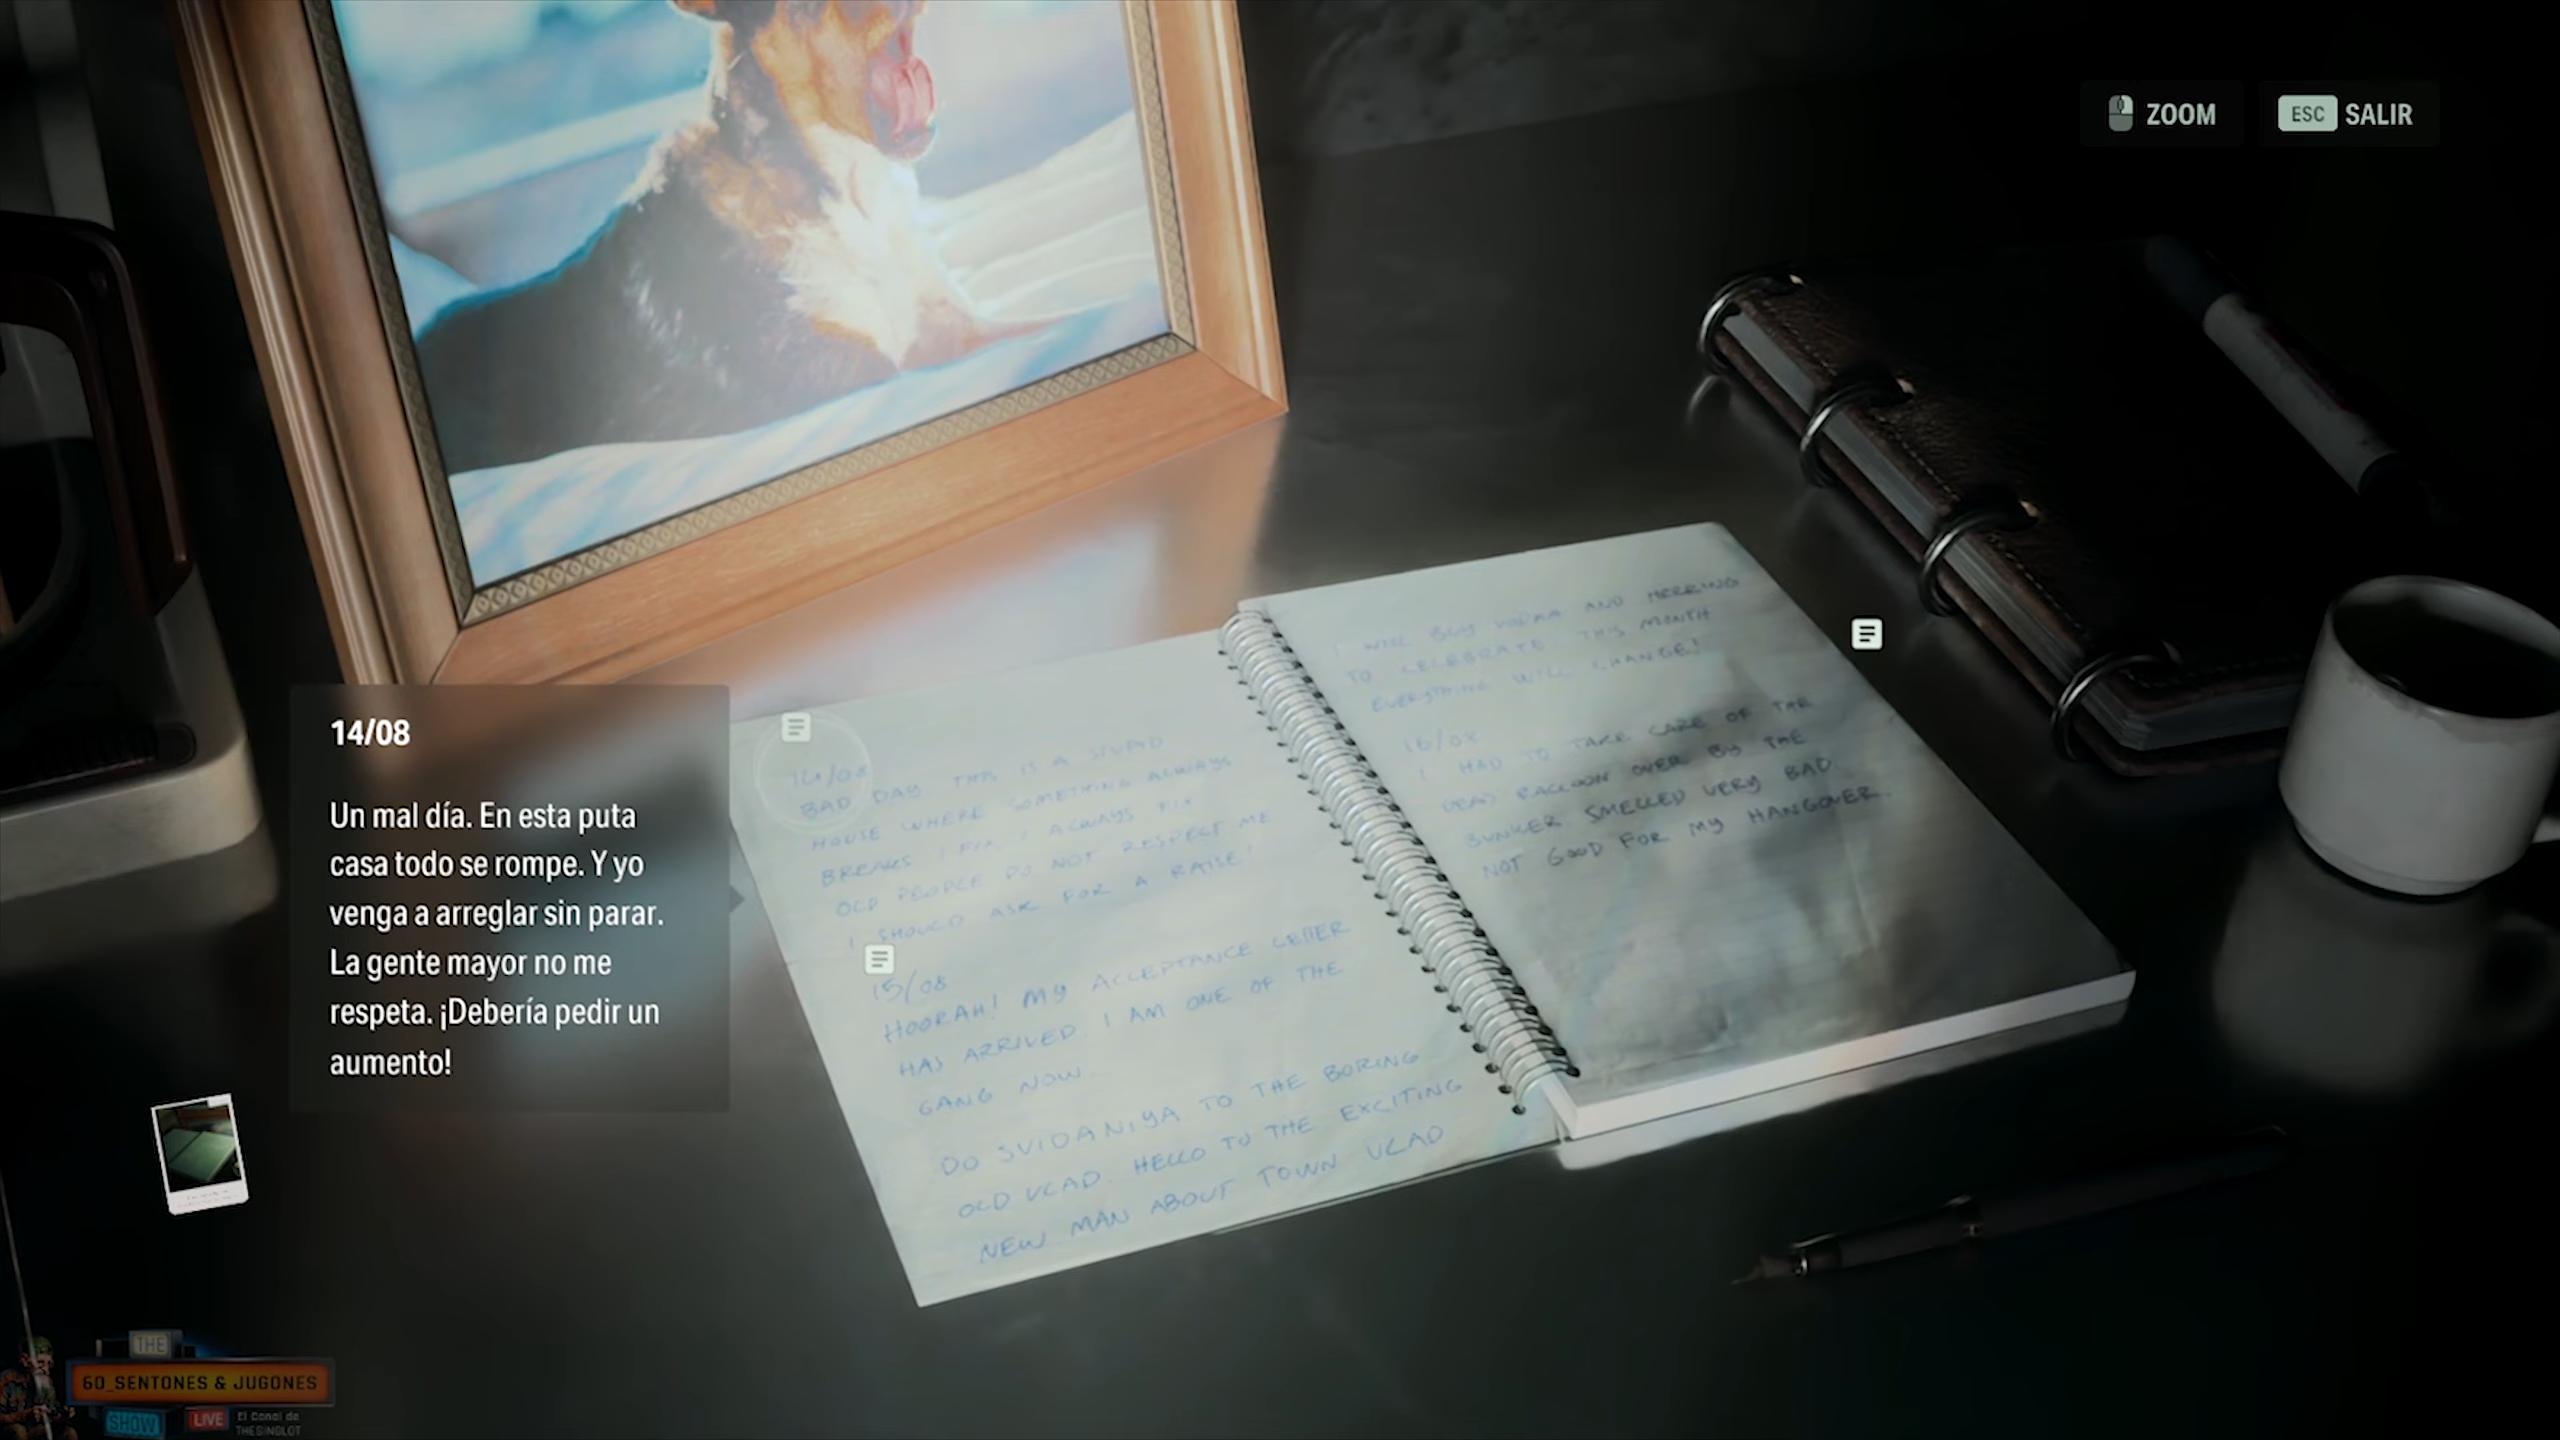 ZOOM
ESC SALIR
14/08
Un mal día. En esta puta
casa todo se rompe. Y yo
venga a arreglar sin parar.
La gente mayor no me
respeta. ¡Debería pedir un
aumento!
14/08
BAD DAY THIS IS A STUPID
HOUSE WHERE SOMETHING ALWAYS
BREAKS I FIX I ALWAYS FIX
OLD PEOPLE DO NOT RESPECT ME
I SHOULD ASK FOR A RAISE!
15/08
HOORAH! MY ACCEPTANCE LETTER
HAS ARRIVED. I AM ONE OF THE
GANG NOW.
DO SVIDANIYA TO THE BORING
OLD VLAD. HELLO TO THE EXCITING
NEW MAN ABOUT TOWN VLAD
I WILL BUY VODKA AND HERRING
TO CELEBRATE. THIS MONTH
EVERYTHING WILL CHANGE!
16/08
I HAD TO TAKE CARE OF THE
DEAD RACCOON OVER BY THE
BUNKER SMELLED VERY BAD.
NOT GOOD FOR MY HANGOVER.
THE
60_SENTONES & JUGONES
SHOW LIVE El Canal de
THESINGLOT